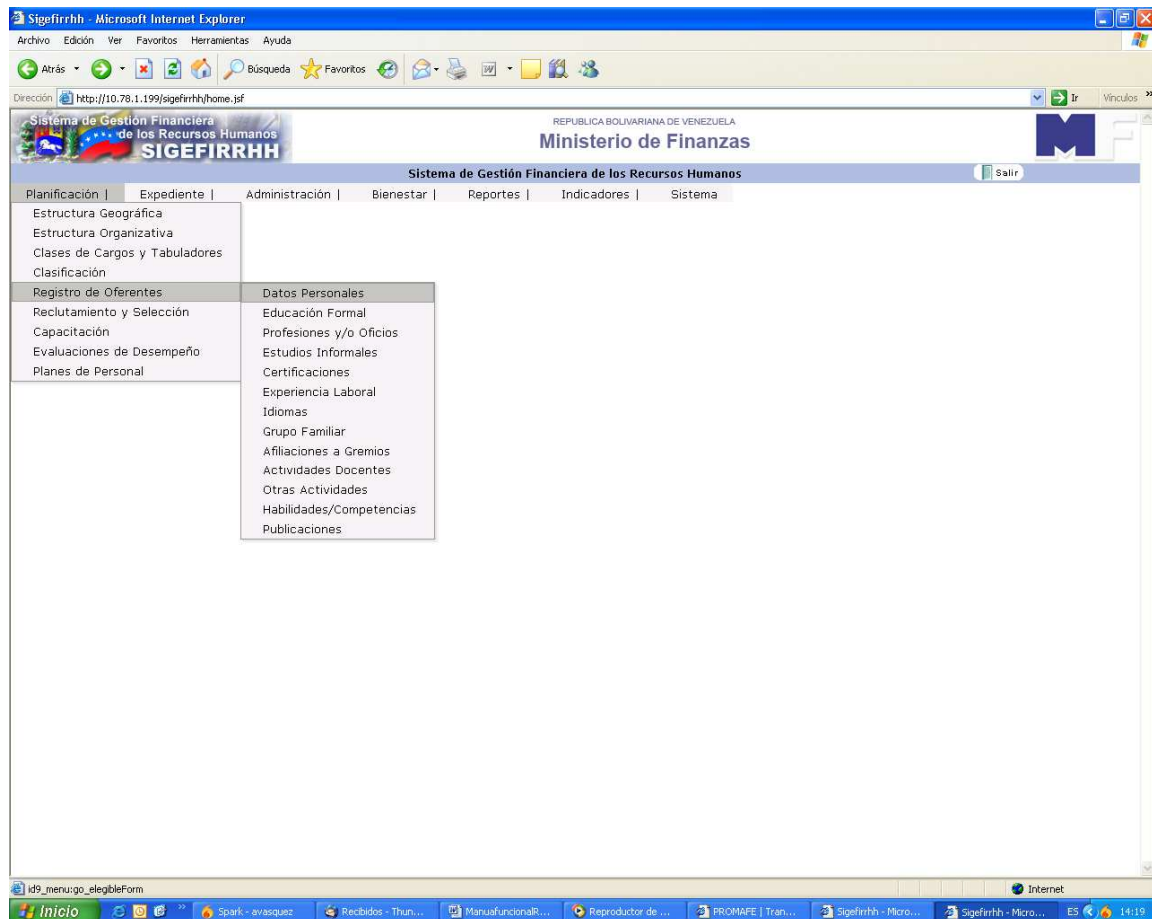 Sigefirrhh - Microsoft Internet Explorer
Archivo Edición Ver Favoritos Herramientas Ayuda
Atrás Búsqueda Favoritos
Dirección http://10.78.1.199/sigefirrhh/home.jsf Ir Vínculos »
Sistema de Gestión Financiera
de los Recursos Humanos
SIGEFIRRHH
REPUBLICA BOLIVARIANA DE VENEZUELA
Ministerio de Finanzas
MF
Sistema de Gestión Financiera de los Recursos Humanos Salir
Planificación | Expediente | Administración | Bienestar | Reportes | Indicadores | Sistema
Estructura Geográfica
Estructura Organizativa
Clases de Cargos y Tabuladores
Clasificación
Registro de Oferentes
Reclutamiento y Selección
Capacitación
Evaluaciones de Desempeño
Planes de Personal
Datos Personales
Educación Formal
Profesiones y/o Oficios
Estudios Informales
Certificaciones
Experiencia Laboral
Idiomas
Grupo Familiar
Afiliaciones a Gremios
Actividades Docentes
Otras Actividades
Habilidades/Competencias
Publicaciones
id9_menu:go_elegibleForm Internet
Inicio » Spark - avasquez Recibidos - Thun... ManuafuncionalR... Reproductor de ... PROMAFE | Tran... Sigefirrhh - Micro... Sigefirrhh - Micro... ES 14:19